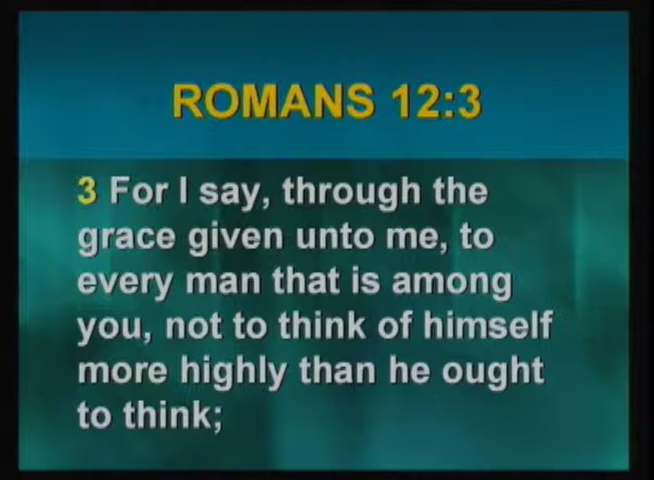 ROMANS 12:3
3 For I say, through the
grace given unto me, to
every man that is among
you, not to think of himself
more highly than he ought
to think;